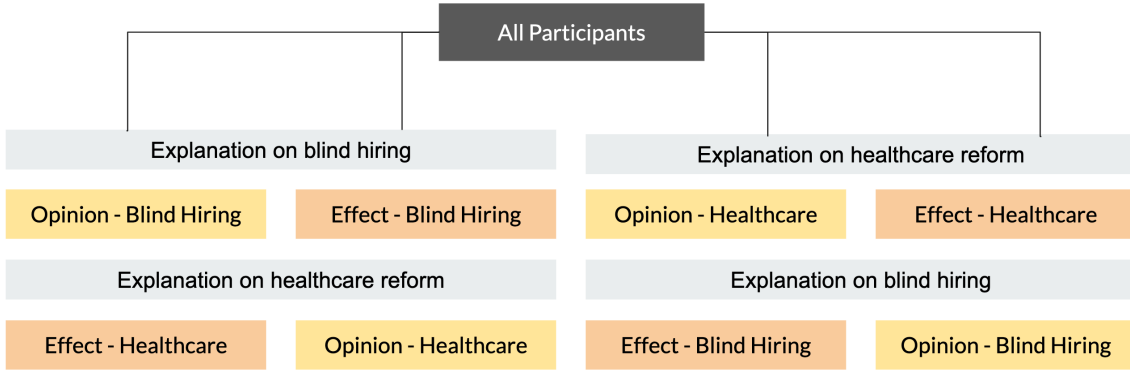 All Participants
Explanation on blind hiring
Explanation on healthcare reform
Opinion - Blind Hiring
Effect - Blind Hiring
Opinion - Healthcare
Effect - Healthcare
Explanation on healthcare reform
Explanation on blind hiring
Effect - Healthcare
Opinion - Healthcare
Effect - Blind Hiring
Opinion - Blind Hiring